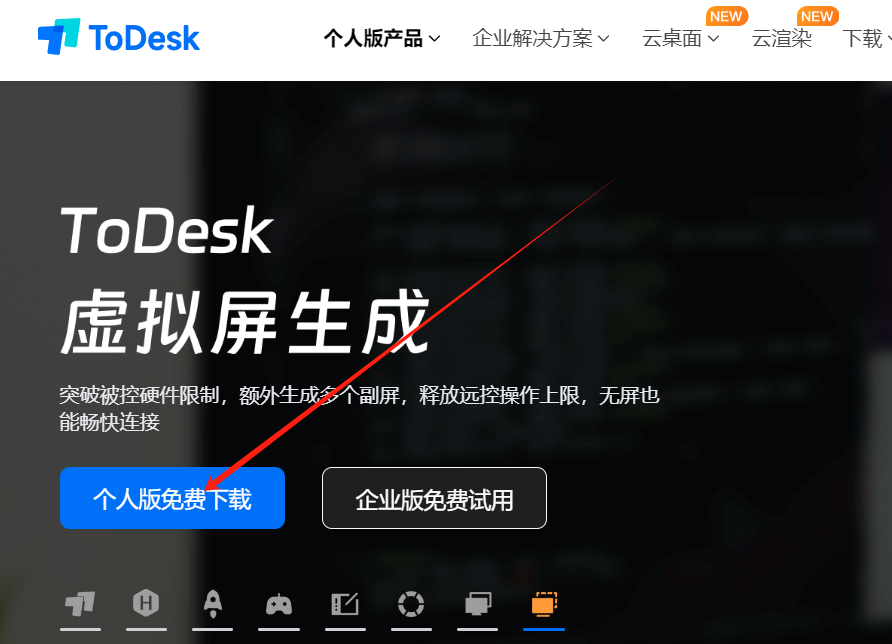 ToDesk
个人版产品
企业解决方案
云桌面
NEW
云渲染
NEW
下载
ToDesk
虚拟屏生成
突破被控硬件限制，额外生成多个副屏，释放远控操作上限，无屏也
能畅快连接
个人版免费下载
企业版免费试用
H